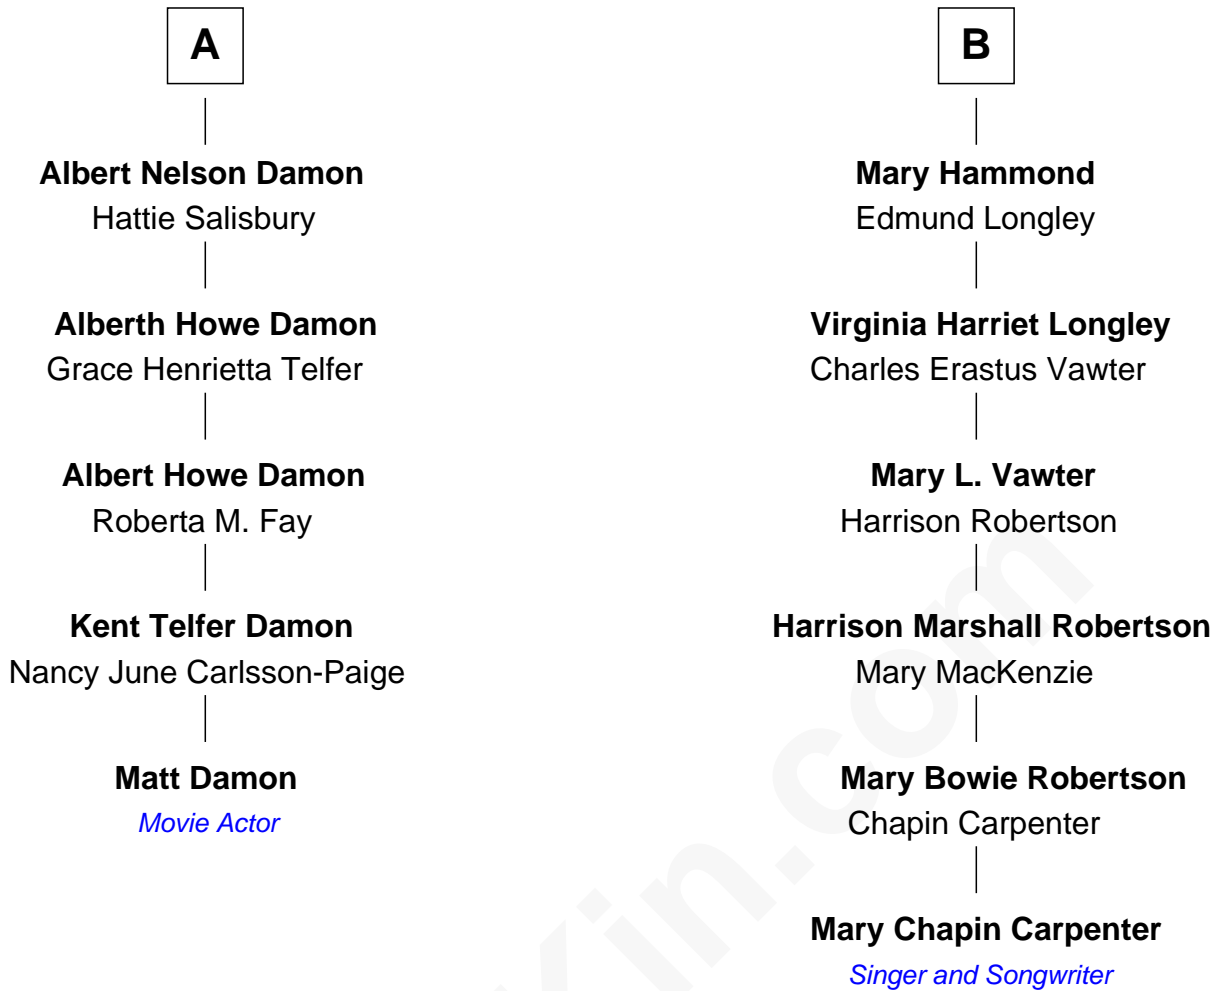 A
Albert Nelson Damon
Hattie Salisbury
Alberth Howe Damon
Grace Henrietta Telfer
Albert Howe Damon
Roberta M. Fay
Kent Telfer Damon
Nancy June Carlsson-Paige
Matt Damon
Movie Actor
B
Mary Hammond
Edmund Longley
Virginia Harriet Longley
Charles Erastus Vawter
Mary L. Vawter
Harrison Robertson
Harrison Marshall Robertson
Mary MacKenzie
Mary Bowie Robertson
Chapin Carpenter
Mary Chapin Carpenter
Singer and Songwriter
Kin.com